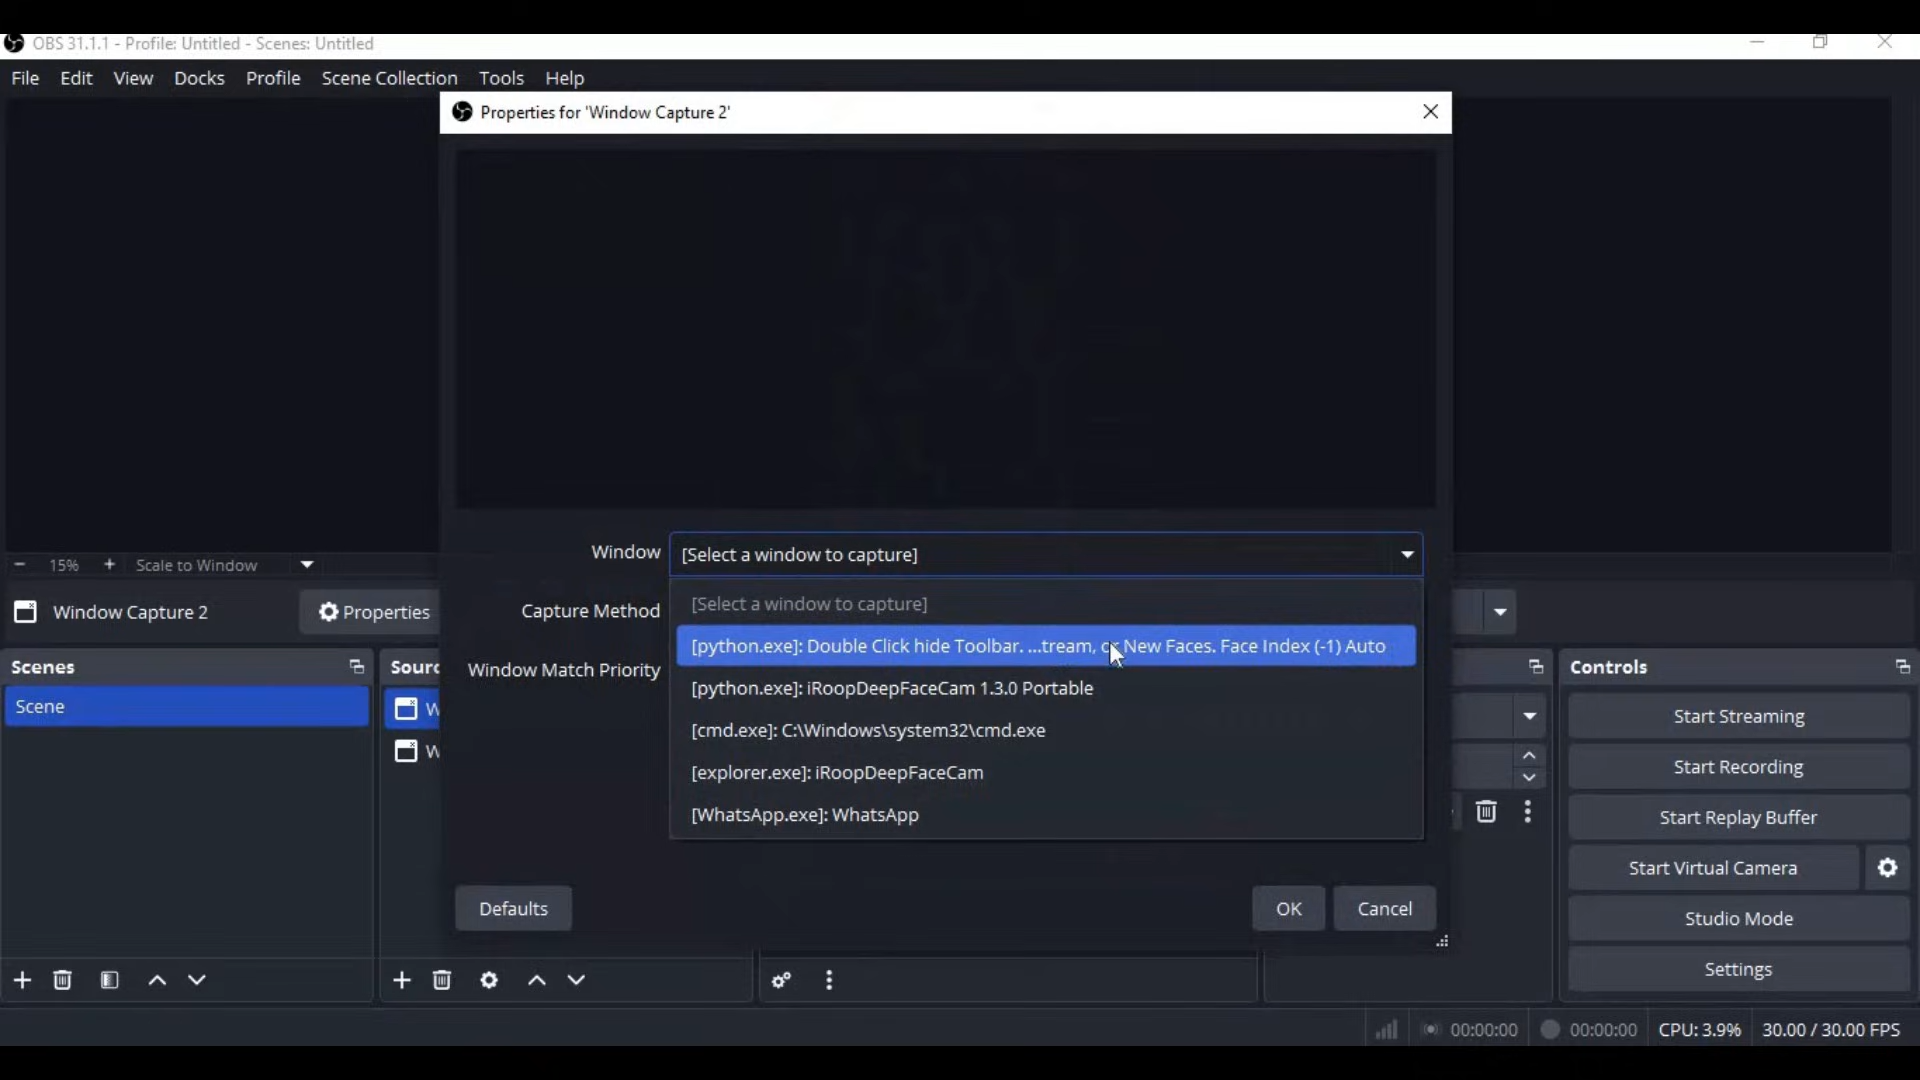 OBS 31.1.1 - Profile: Untitled - Scenes: Untitled
File Edit View Docks Profile Scene Collection Tools Help
Properties for 'Window Capture 2'
Window [Select a window to capture]
[Select a window to capture]
[python.exe]: Double Click hide Toolbar. ...tream, or New Faces. Face Index (-1) Auto
[python.exe]: iRoopDeepFaceCam 1.3.0 Portable
[cmd.exe]: C:\Windows\system32\cmd.exe
[explorer.exe]: iRoopDeepFaceCam
[WhatsApp.exe]: WhatsApp
Capture Method
Window Match Priority
Defaults OK Cancel
15% Scale to Window
Window Capture 2 Properties
Scenes
Scene
Sourc
W
W
Controls
Start Streaming
Start Recording
Start Replay Buffer
Start Virtual Camera
Studio Mode
Settings
00:00:00 00:00:00 CPU: 3.9% 30.00 / 30.00 FPS